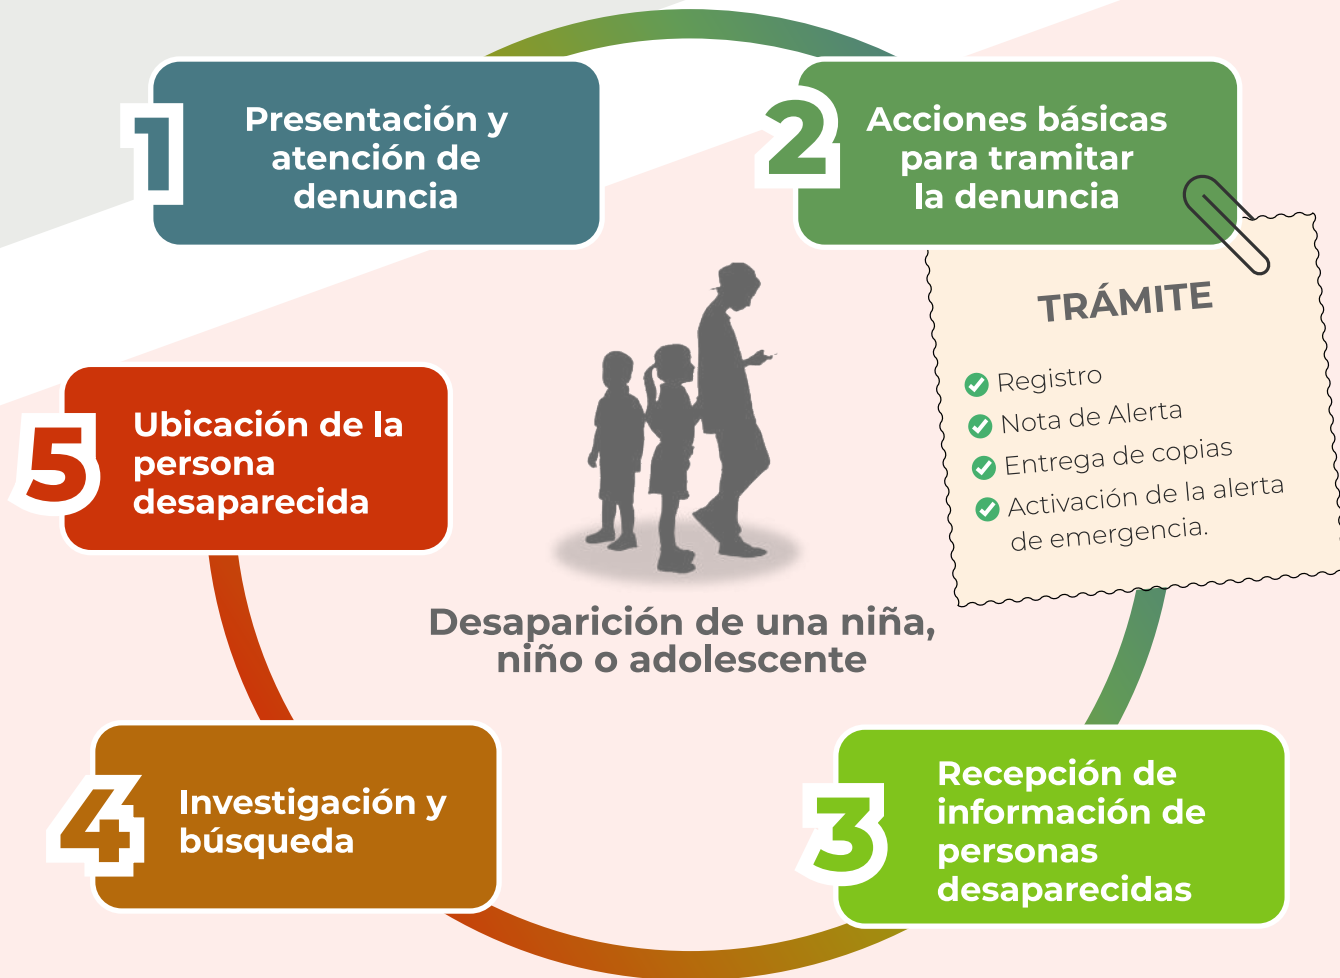 1
Presentación y
atención de
denuncia
2
Acciones básicas
para tramitar
la denuncia
TRÁMITE
Registro
Nota de Alerta
Entrega de copias
Activación de la alerta
de emergencia.
Desaparición de una niña,
niño o adolescente
3
Recepción de
información de
personas
desaparecidas
4
Investigación y
búsqueda
5
Ubicación de la
persona
desaparecida